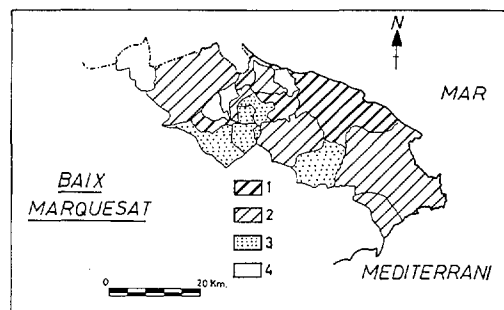 N
MAR
BAIX
MARQUESAT
1
2
3
4
0 20 Km.
MEDITERRANI